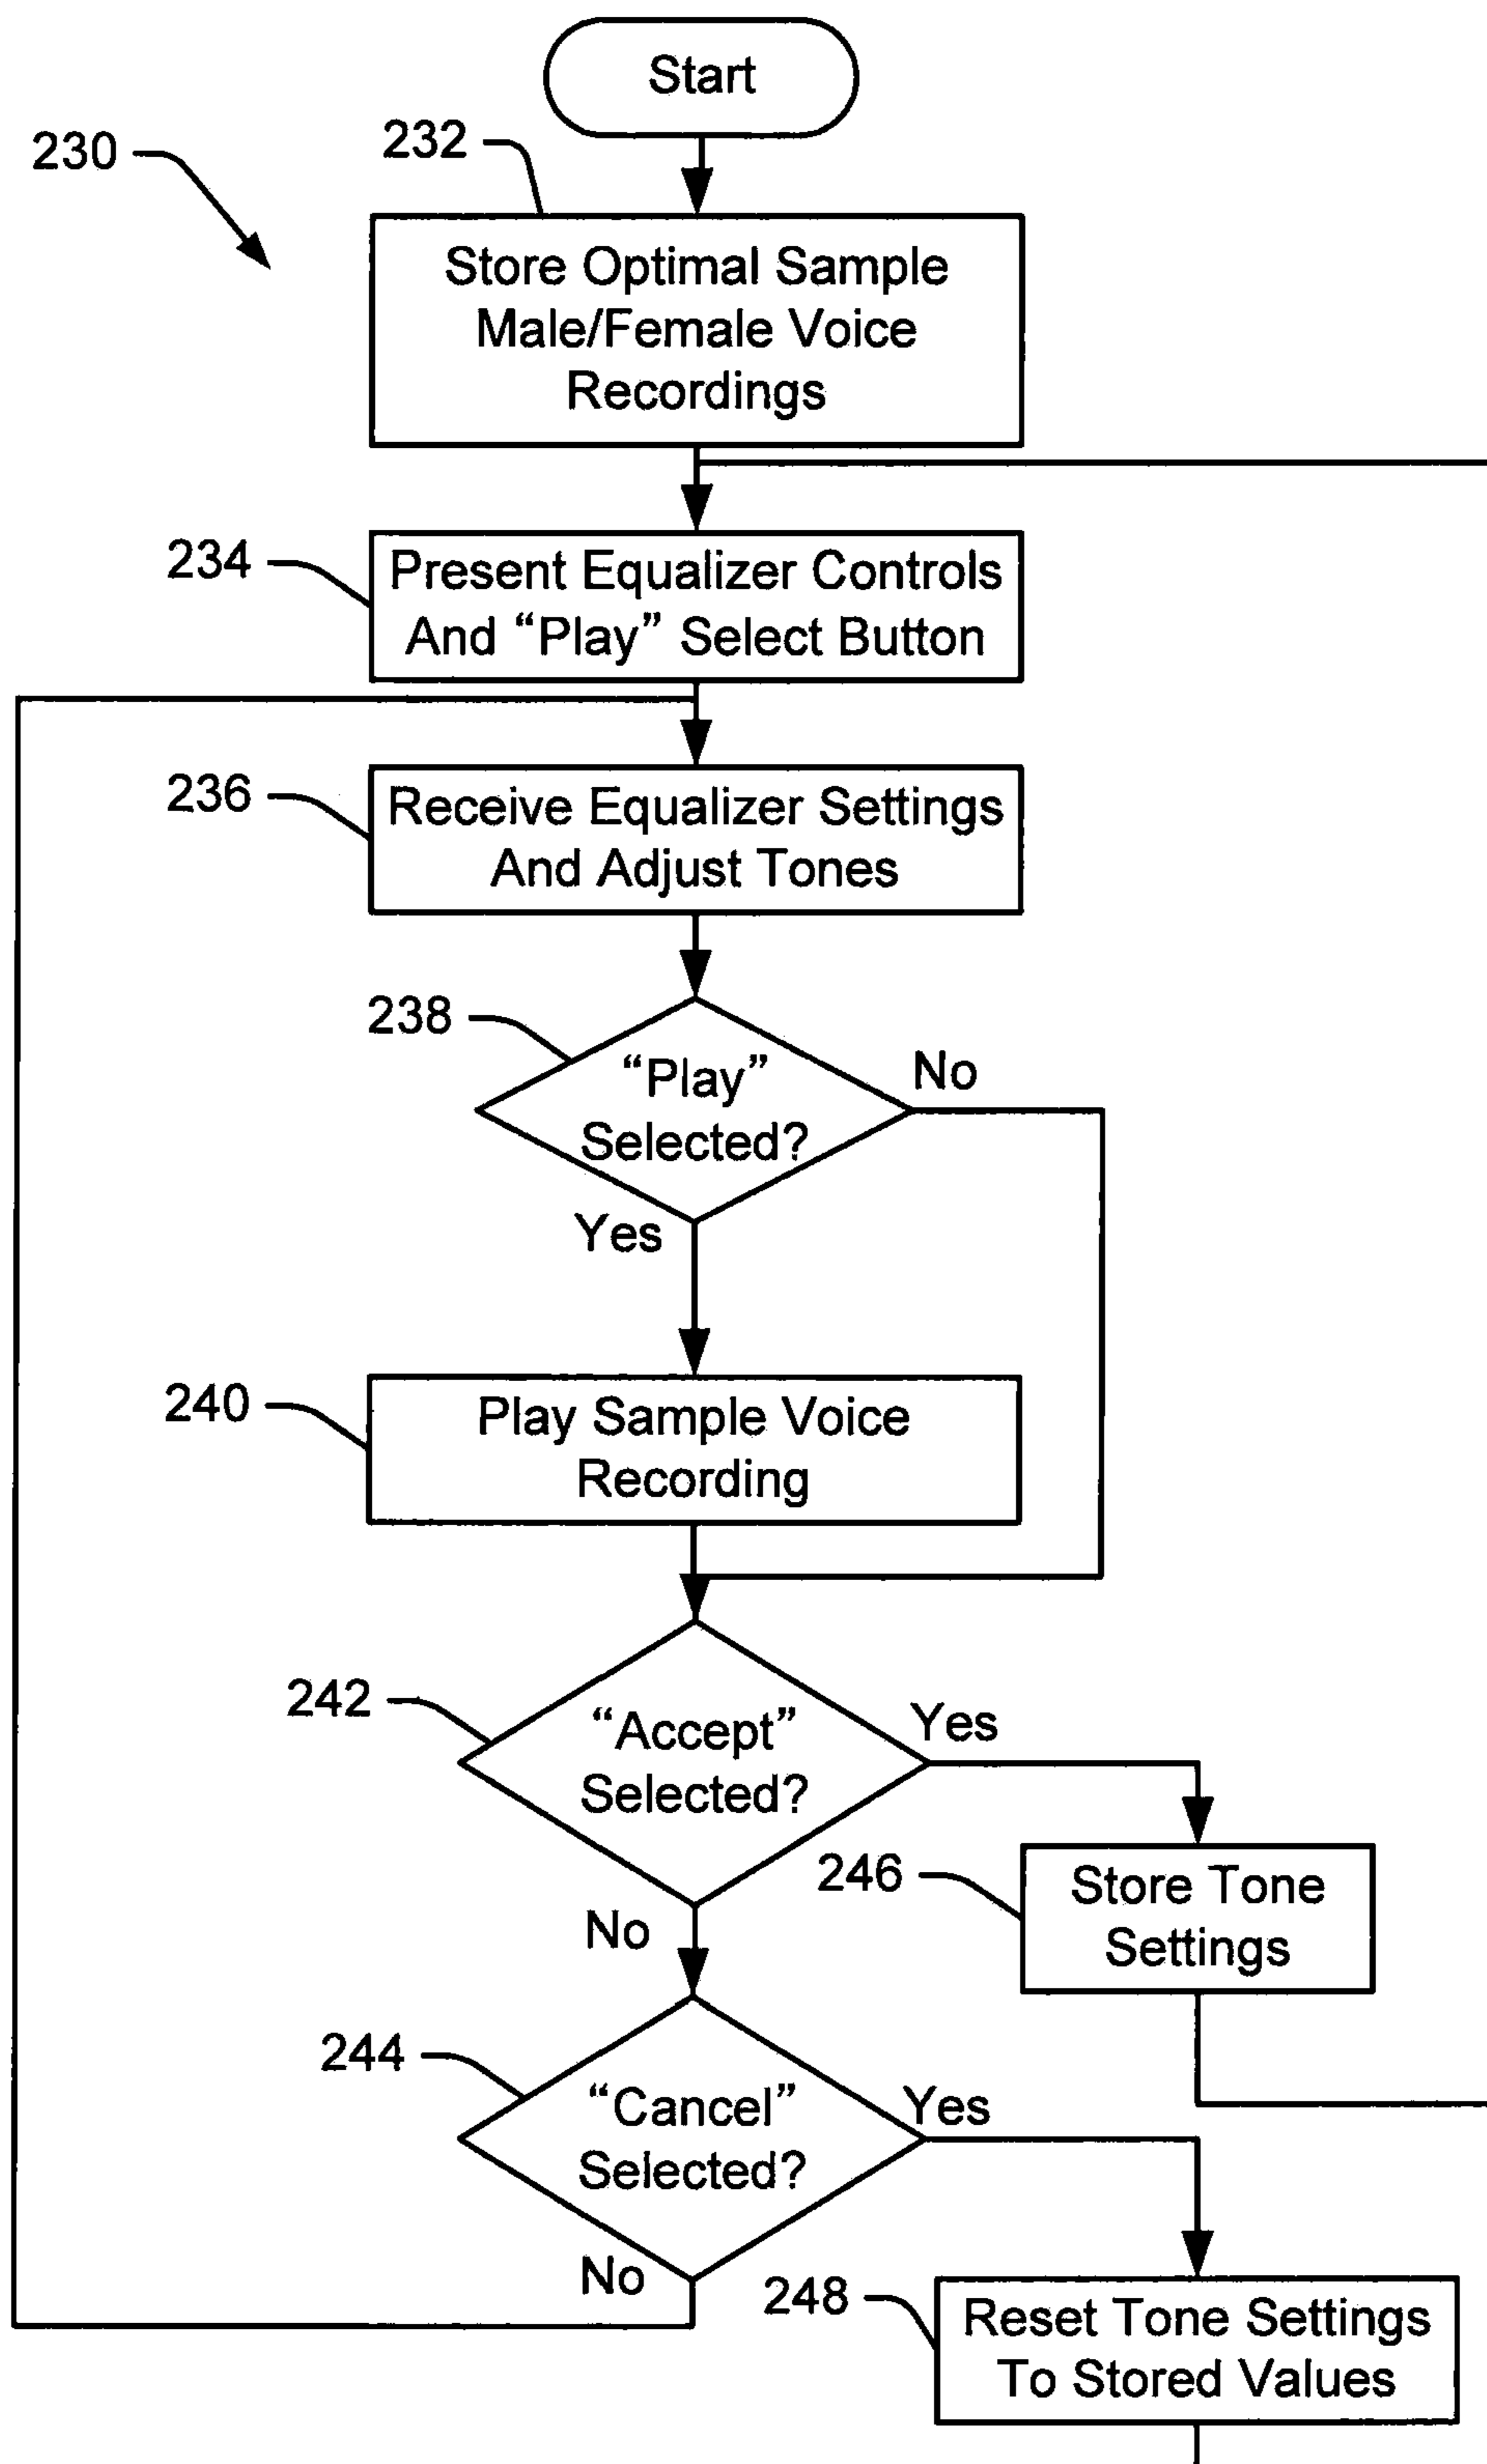 Start
230
232
Store Optimal Sample
Male/Female Voice
Recordings
234
Present Equalizer Controls
And “Play” Select Button
236
Receive Equalizer Settings
And Adjust Tones
238
“Play”
Selected?
No
Yes
240
Play Sample Voice
Recording
242
“Accept”
Selected?
Yes
No
246
Store Tone
Settings
244
“Cancel”
Selected?
Yes
No
248
Reset Tone Settings
To Stored Values